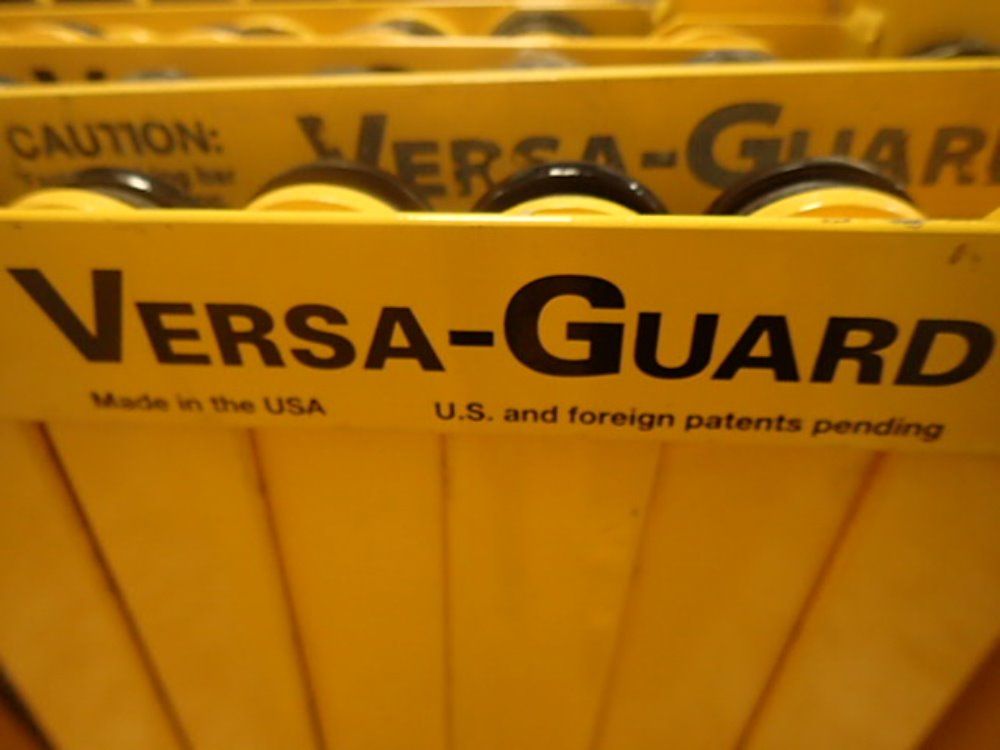 CAUTION:
VERSA-GUARD
VERSA-GUARD
Made in the USA
U.S. and foreign patents pending